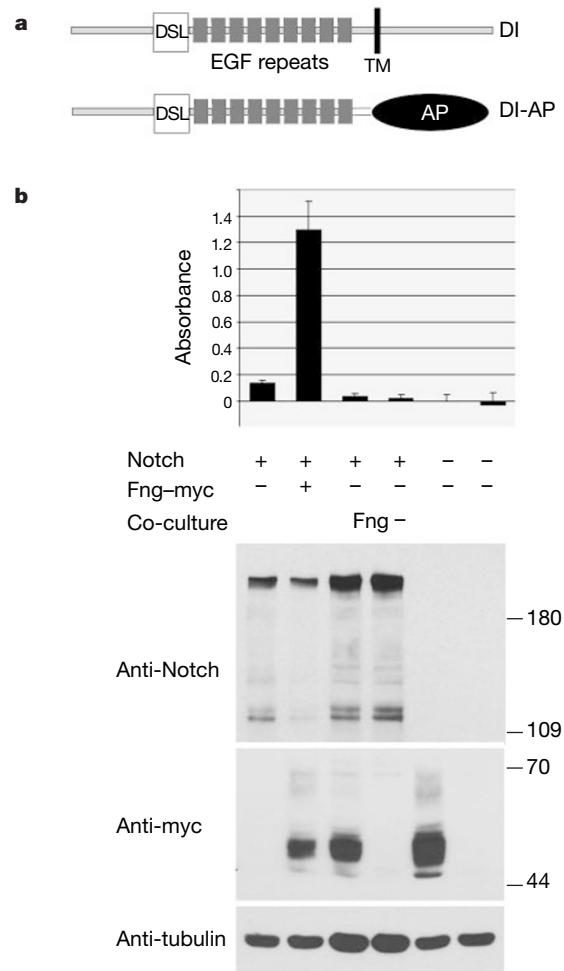 a
DSL DI
EGF repeats TM
DSL AP DI-AP
b
Absorbance
1.4
1.2
1.0
0.8
0.6
0.4
0.2
0
Notch + + + + – –
Fng–myc – + – – – –
Co-culture Fng –
Anti-Notch
180
109
Anti-myc
70
44
Anti-tubulin